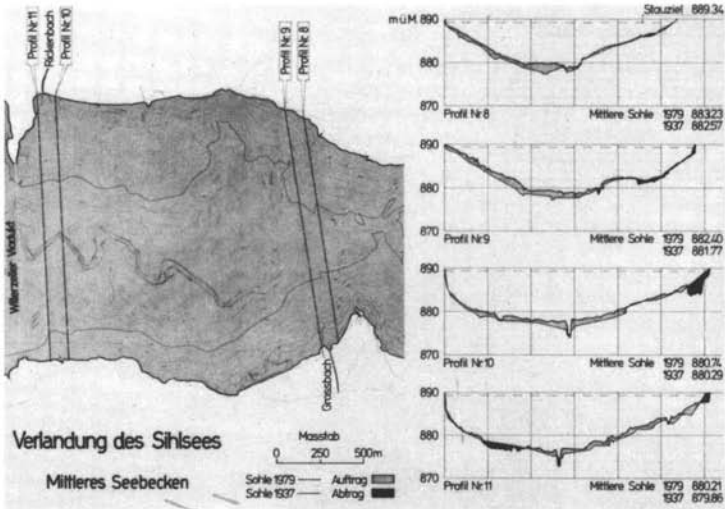 Profil Nr.11
Rickenbach
Profil Nr.10
Profil Nr.9
Profil Nr.8
Willerzeller Viadukt
Grossbach
Verlandung des Sihlsees
Mittleres Seebecken
Masstab
0 250 500m
Sohle 1979 Auftrag
Sohle 1937 Abtrag
m ü.M. 890
880
870
Stauziel 889.34
Profil Nr.8 Mittlere Sohle 1979 883.23
1937 882.57
890
880
870
Profil Nr.9 Mittlere Sohle 1979 882.40
1937 881.77
890
880
870
Profil Nr.10 Mittlere Sohle 1979 880.74
1937 880.29
890
880
870
Profil Nr.11 Mittlere Sohle 1979 880.21
1937 879.86